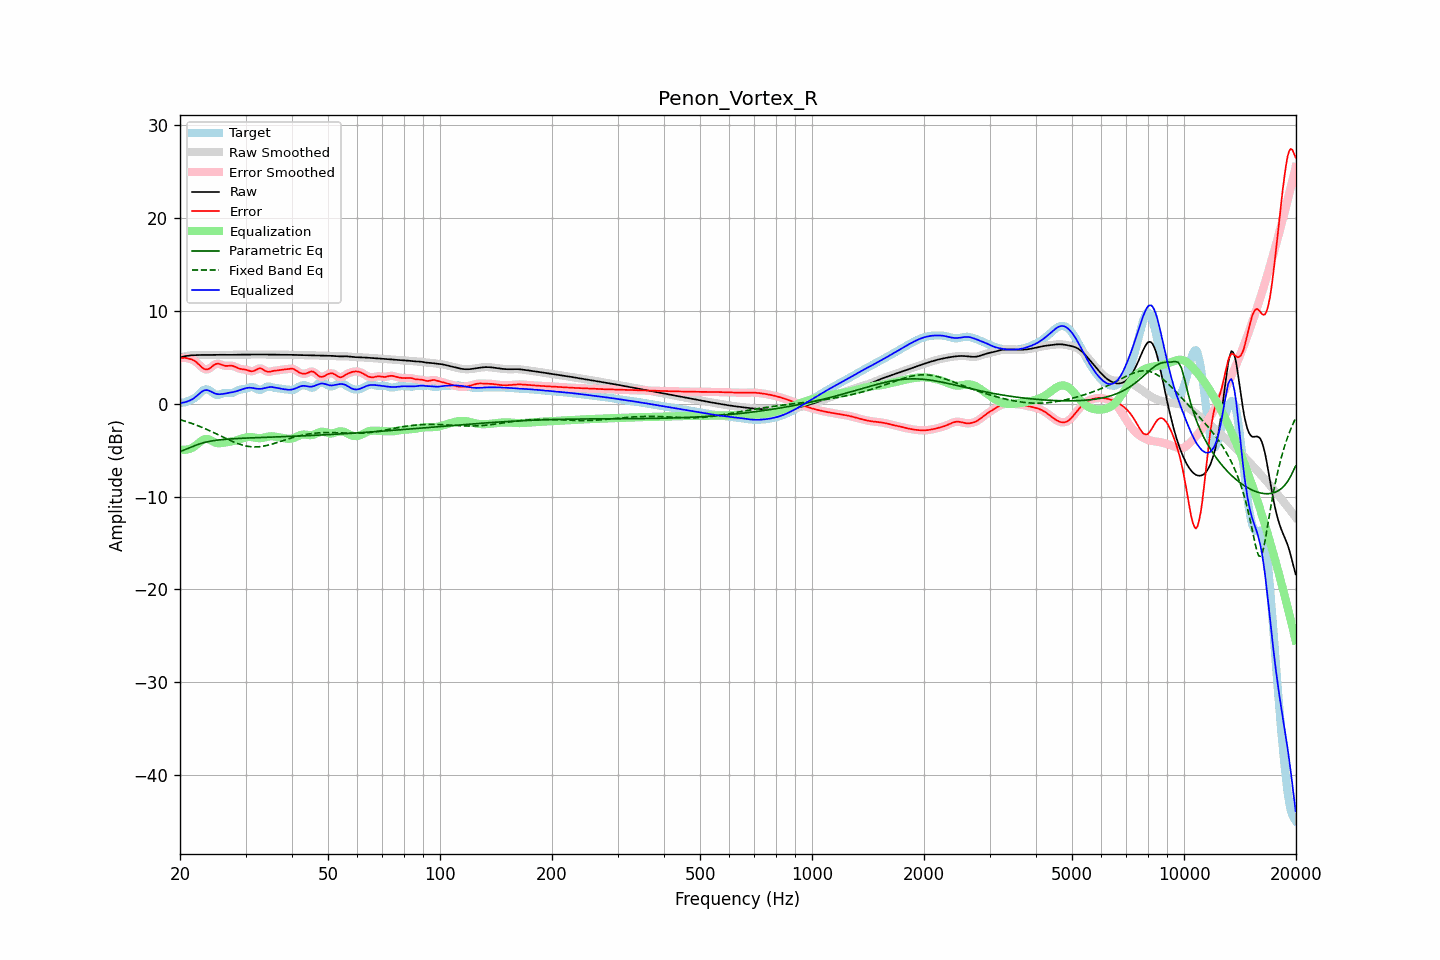 Penon_Vortex_R
Target
Raw Smoothed
Error Smoothed
Raw
Error
Equalization
Parametric Eq
Fixed Band Eq
Equalized
30
20
10
0
−10
−20
−30
−40
Amplitude (dBr)
20 50 100 200 500 1000 2000 5000 10000 20000
Frequency (Hz)